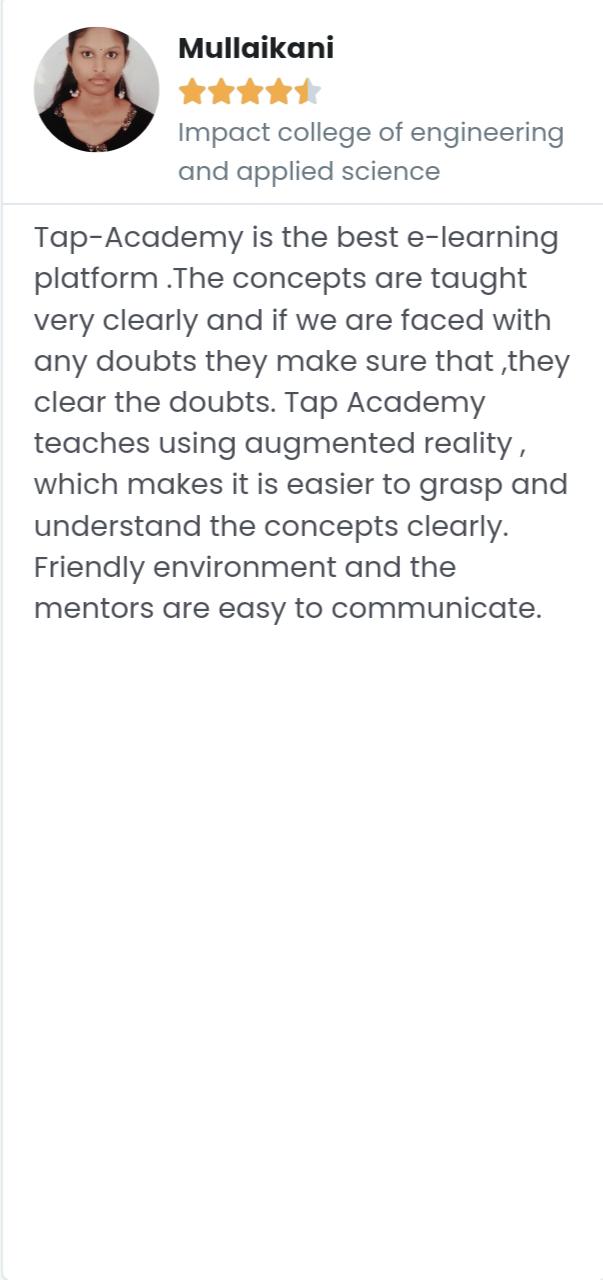 Mullaikani
Impact college of engineering
and applied science
Tap-Academy is the best e-learning
platform .The concepts are taught
very clearly and if we are faced with
any doubts they make sure that ,they
clear the doubts. Tap Academy
teaches using augmented reality ,
which makes it is easier to grasp and
understand the concepts clearly.
Friendly environment and the
mentors are easy to communicate.